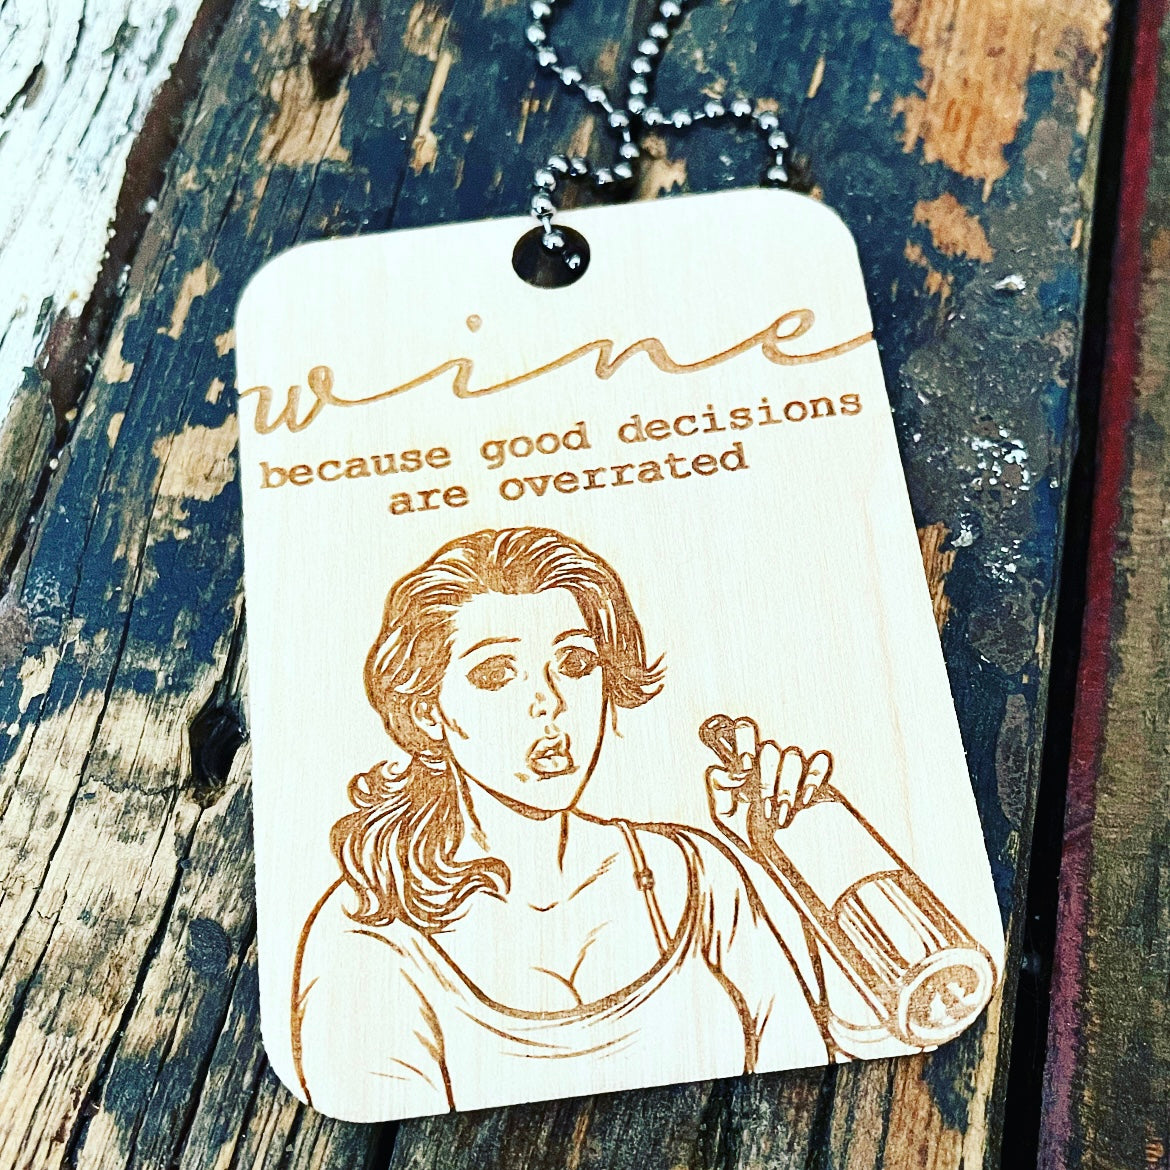 wine
because good decisions
are overrated